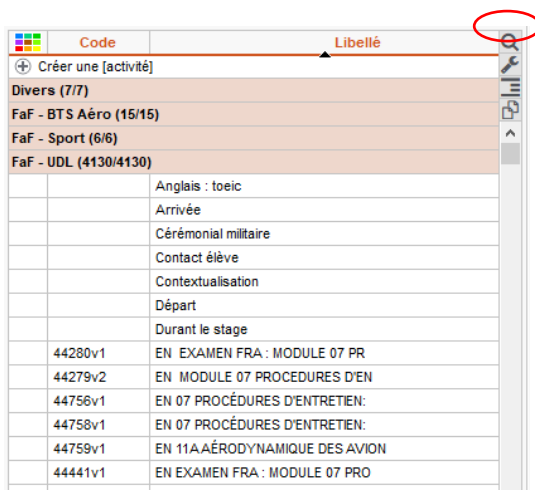 Code Libellé
Créer une [activité]
Divers (7/7)
FaF - BTS Aéro (15/15)
FaF - Sport (6/6)
FaF - UDL (4130/4130)
Anglais : toeic
Arrivée
Cérémonial militaire
Contact élève
Contextualisation
Départ
Durant le stage
44280v1 EN EXAMEN FRA : MODULE 07 PR
44279v2 EN MODULE 07 PROCEDURES D'EN
44756v1 EN 07 PROCÉDURES D'ENTRETIEN:
44758v1 EN 07 PROCÉDURES D'ENTRETIEN:
44759v1 EN 11A AÉRODYNAMIQUE DES AVION
44441v1 EN EXAMEN FRA : MODULE 07 PRO